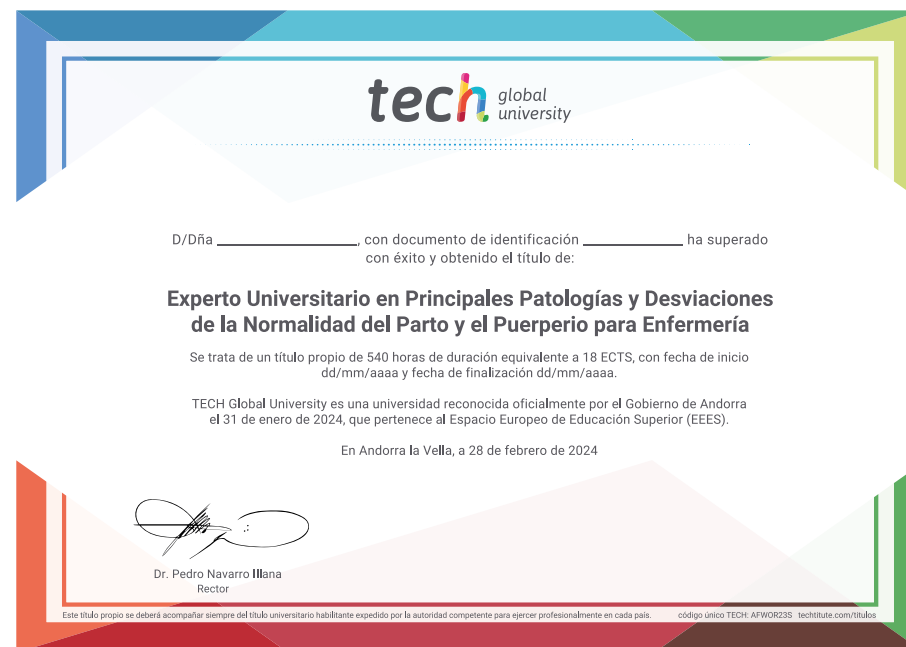 tech global
university
D/Dña ____________________, con documento de identificación ______________ ha superado
con éxito y obtenido el título de:
Experto Universitario en Principales Patologías y Desviaciones
de la Normalidad del Parto y el Puerperio para Enfermería
Se trata de un título propio de 540 horas de duración equivalente a 18 ECTS, con fecha de inicio
dd/mm/aaaa y fecha de finalización dd/mm/aaaa.
TECH Global University es una universidad reconocida oficialmente por el Gobierno de Andorra
el 31 de enero de 2024, que pertenece al Espacio Europeo de Educación Superior (EEES).
En Andorra la Vella, a 28 de febrero de 2024
Dr. Pedro Navarro Illana
Rector
Este título propio se deberá acompañar siempre del título universitario habilitante expedido por la autoridad competente para ejercer profesionalmente en cada país. código único TECH: AFWOR23S techtitute.com/titulos